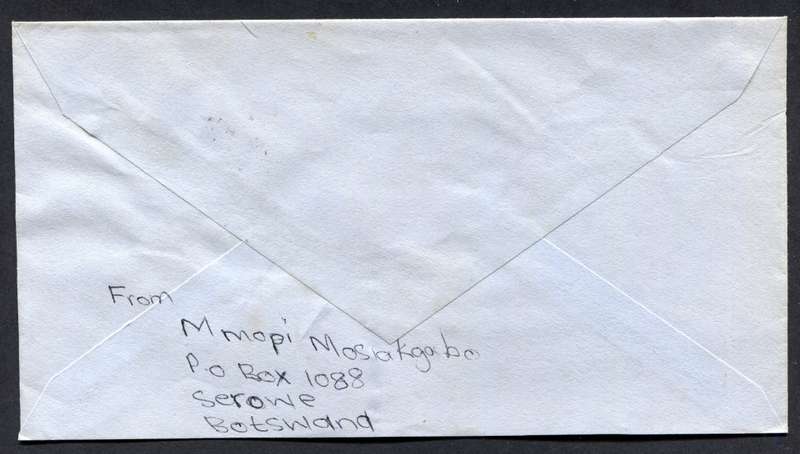 From
Mmopi Mosiakgabo
P.O Box 1088
Serowe
Botswana